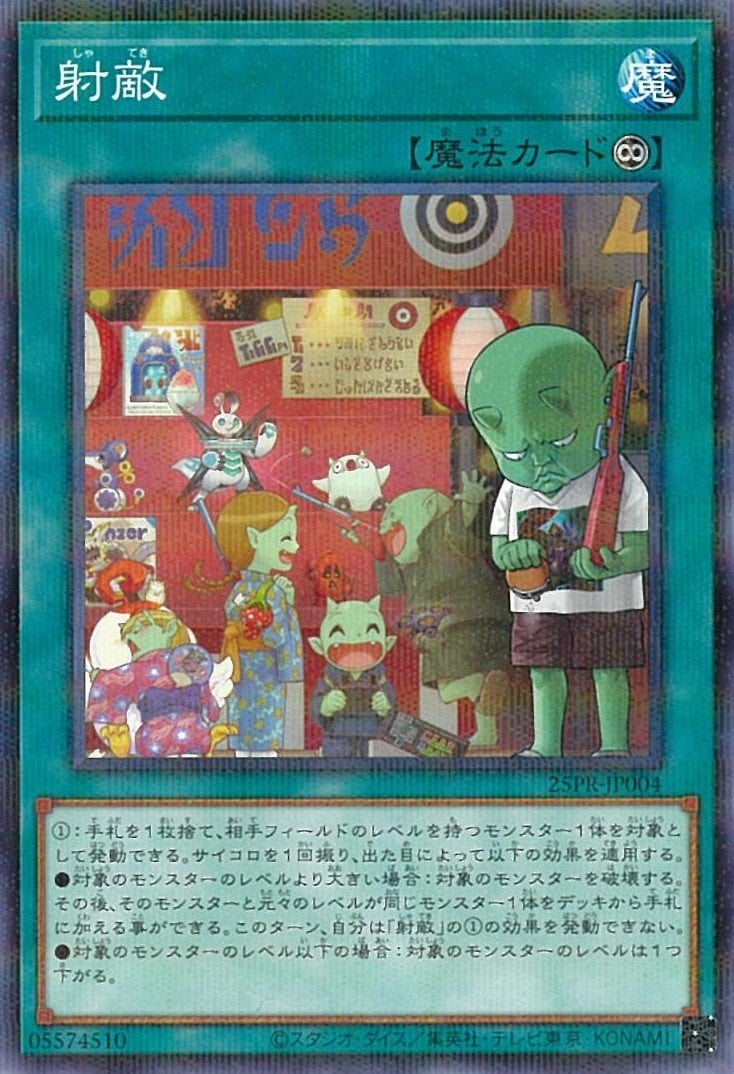 射敵
魔
【魔法カード】
nzer
25PR-JP004
①:手札を1枚捨て、相手フィールドのレベルを持つモンスター1体を対象と
して発動できる。サイコロを1回振り、出た目によって以下の効果を適用する。
●対象のモンスターのレベルより大きい場合:対象のモンスターを破壊する。
その後、そのモンスターと元々のレベルが同じモンスター1体をデッキから手札
に加える事ができる。このターン、自分は「射敵」の①の効果を発動できない。
●対象のモンスターのレベル以下の場合:対象のモンスターのレベルは1つ
下がる。
05574510
©スタジオ・ダイス/集英社・テレビ東京・KONAMI